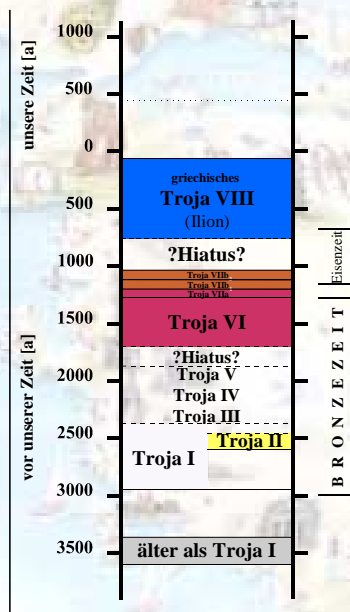 unsere Zeit [a]
vor unserer Zeit [a]
1000
500
0
500
1000
1500
2000
2500
3000
3500
griechisches
Troja VIII
(Ilion)
?Hiatus?
Troja VIIb
Troja VIIb
Troja VIIa
Troja VI
?Hiatus?
Troja V
Troja IV
Troja III
Troja II
Troja I
älter als Troja I
Eisenzeit
BRONZEZEIT